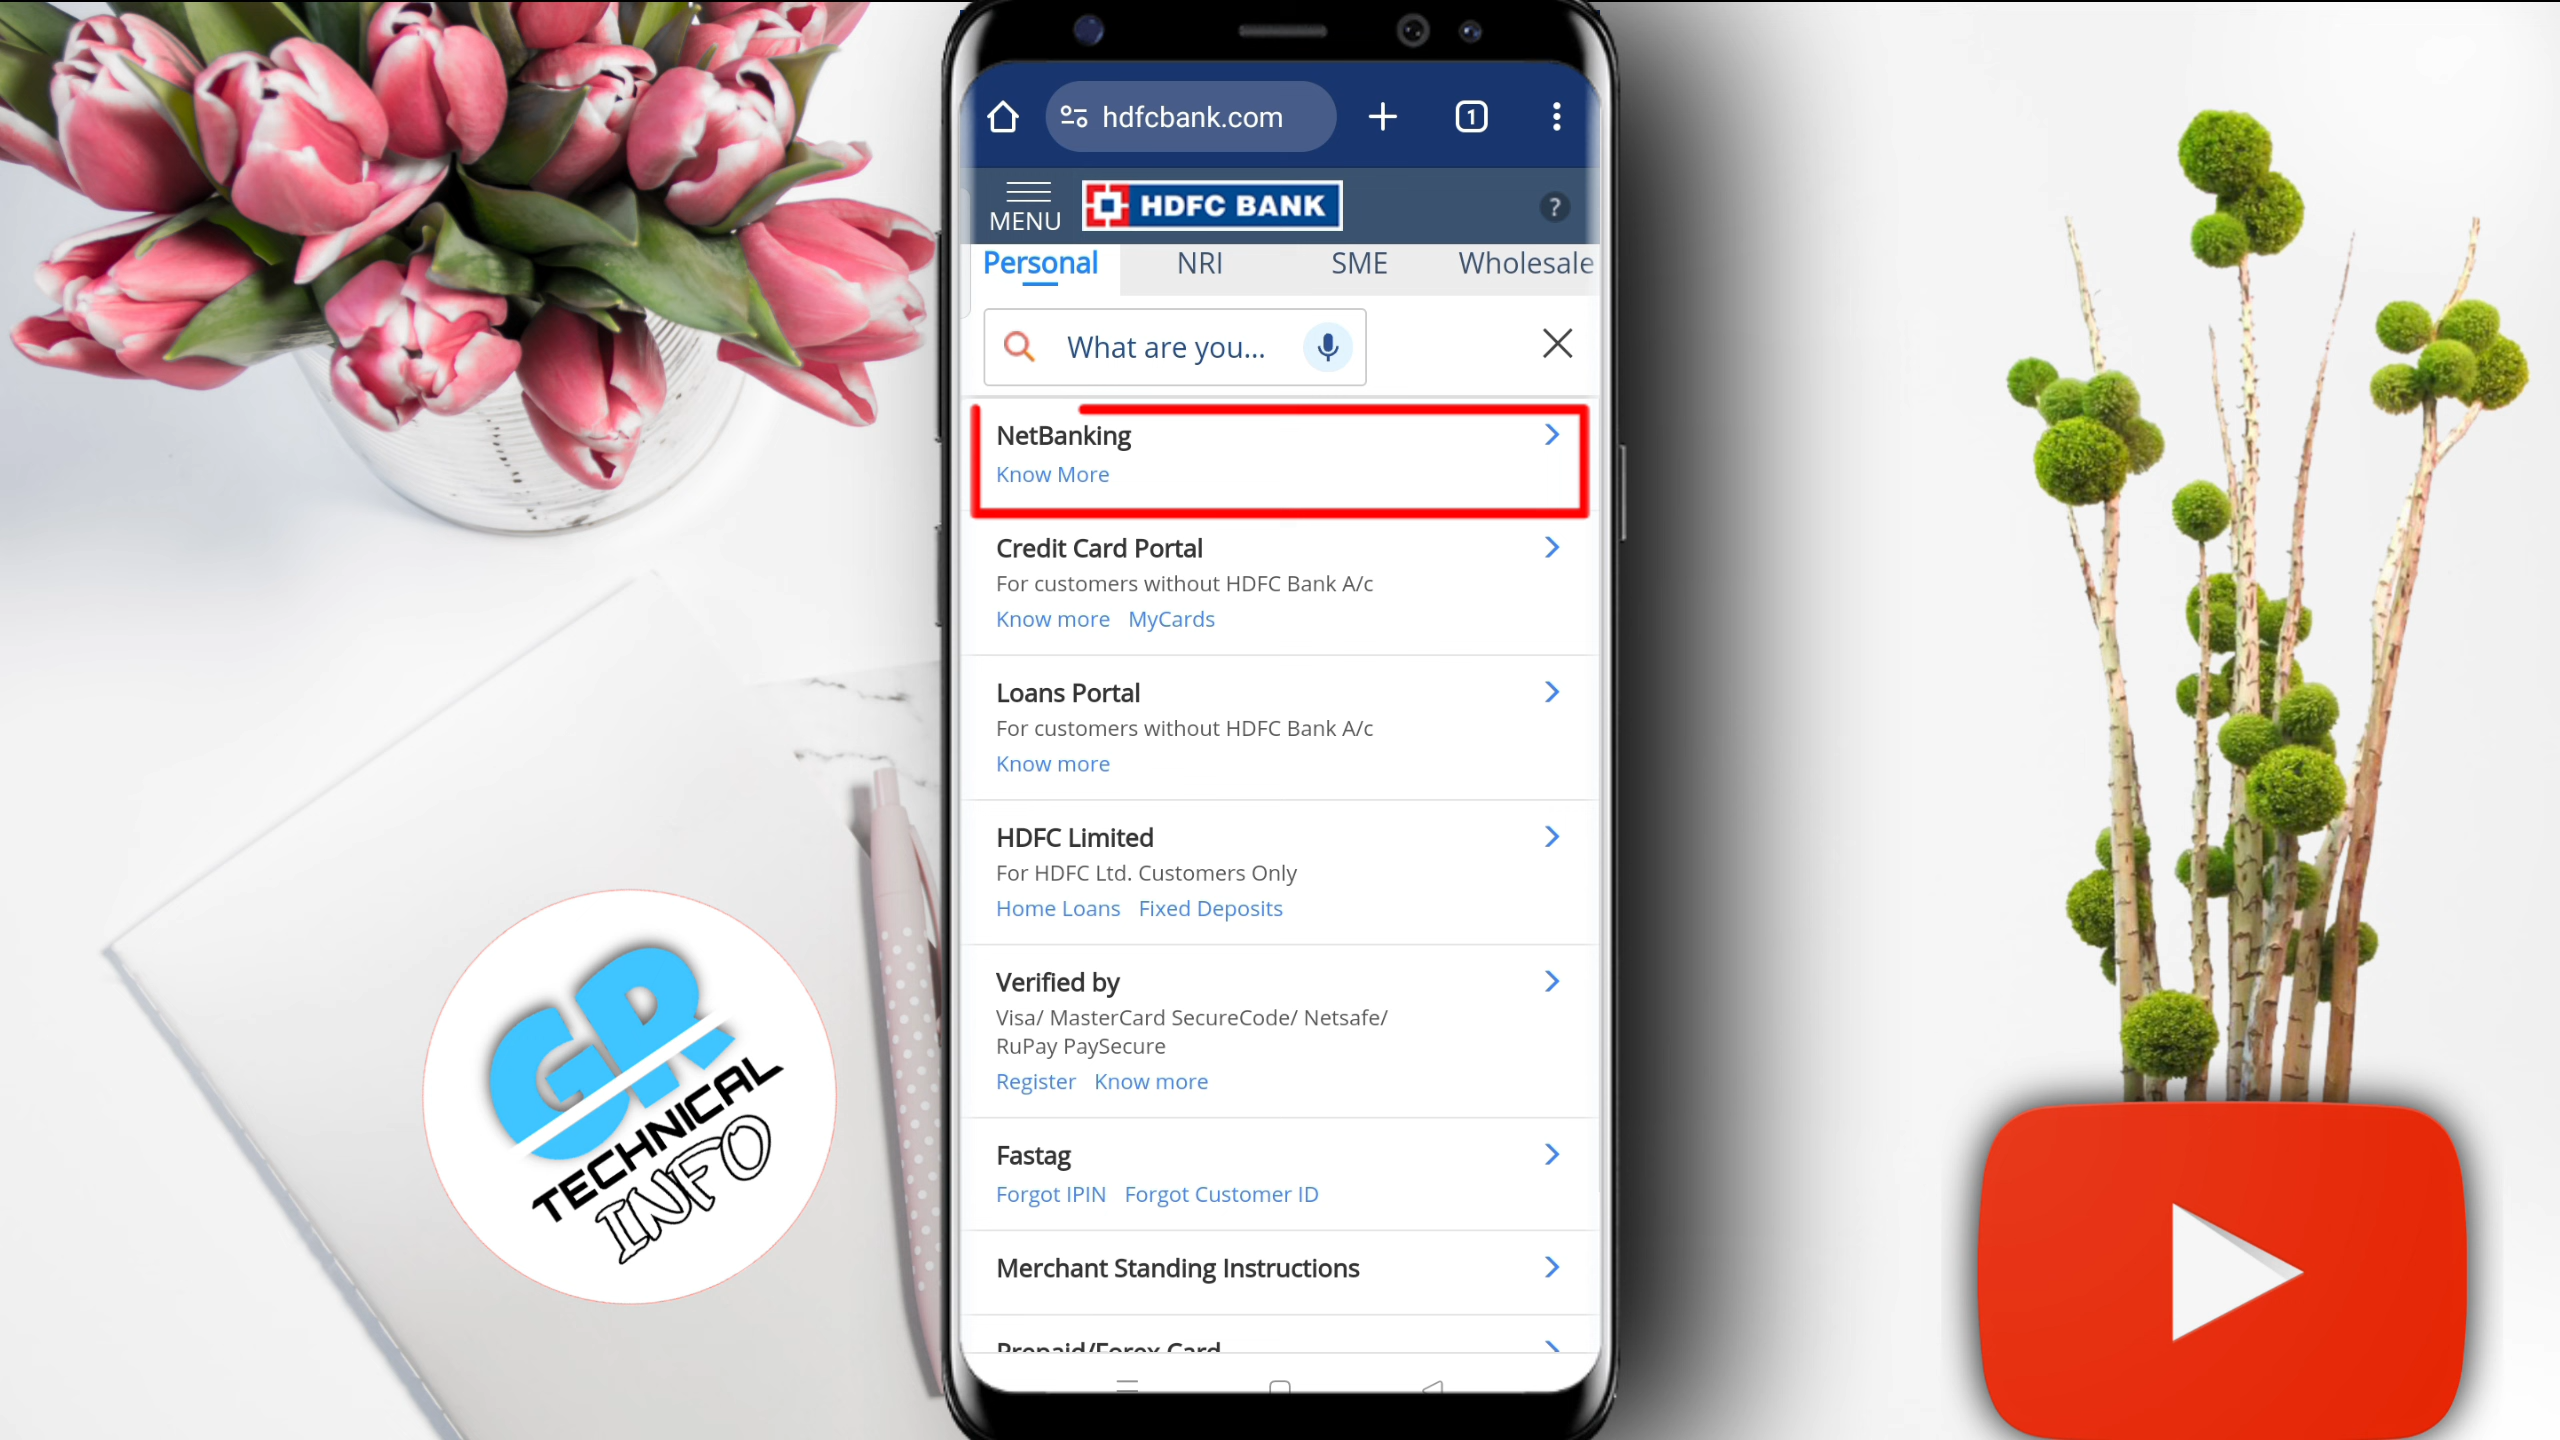 hdfcbank.com
1
MENU
HDFC BANK
?
Personal NRI SME Wholesale
What are you...
NetBanking
Know More
Credit Card Portal
For customers without HDFC Bank A/c
Know more MyCards
Loans Portal
For customers without HDFC Bank A/c
Know more
HDFC Limited
For HDFC Ltd. Customers Only
Home Loans Fixed Deposits
Verified by
Visa/ MasterCard SecureCode/ Netsafe/
RuPay PaySecure
Register Know more
Fastag
Forgot IPIN Forgot Customer ID
Merchant Standing Instructions
Prepaid/Forex Card
GR
TECHNICAL
INFO